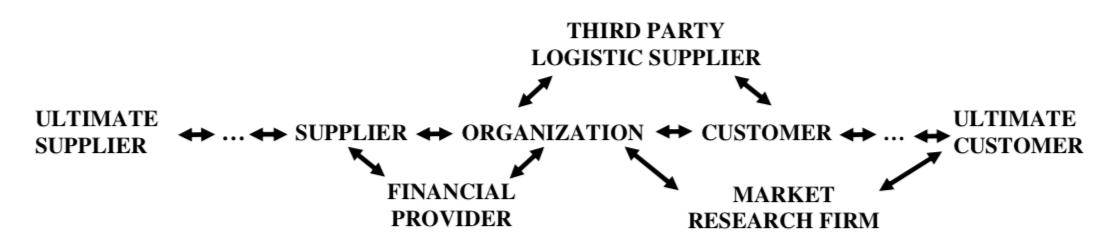 THIRD PARTY
LOGISTIC SUPPLIER
ULTIMATE
SUPPLIER
...
SUPPLIER
ORGANIZATION
CUSTOMER
...
ULTIMATE
CUSTOMER
FINANCIAL
PROVIDER
MARKET
RESEARCH FIRM